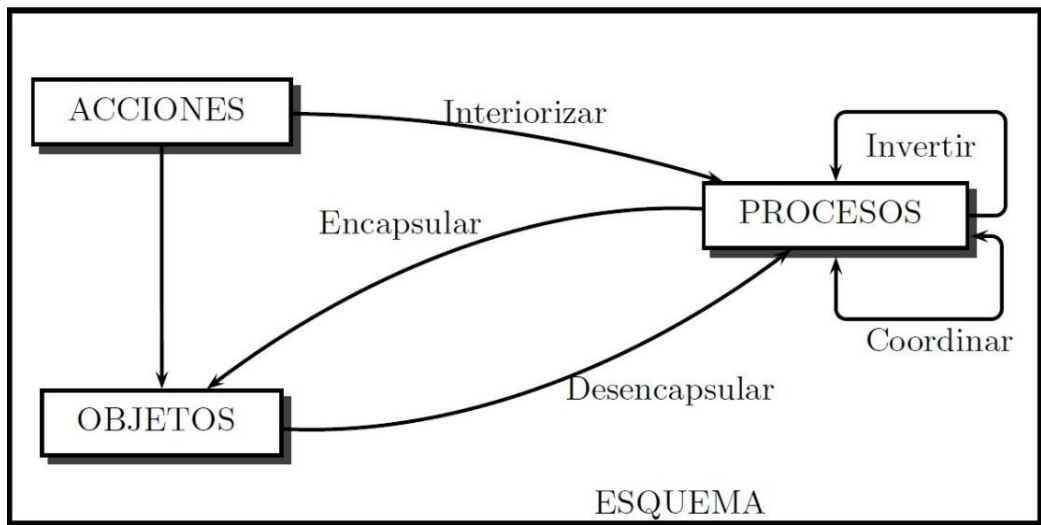 ACCIONES
Interiorizar
Invertir
PROCESOS
Encapsular
Coordinar
Desencapsular
OBJETOS
ESQUEMA